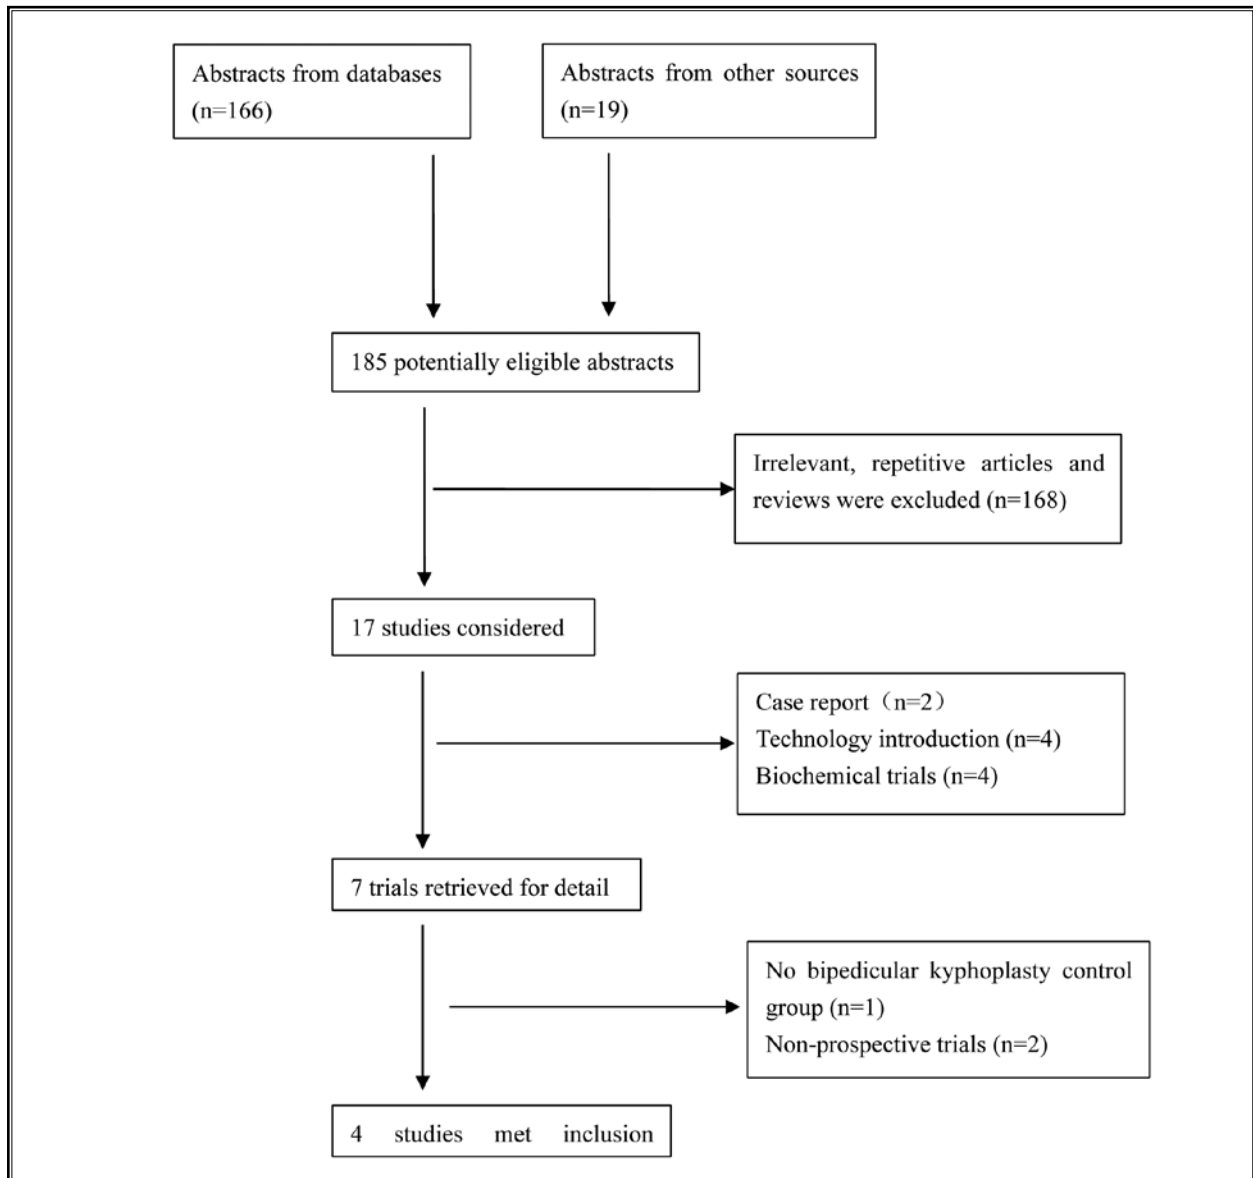 Abstracts from databases
(n=166)
Abstracts from other sources
(n=19)
185 potentially eligible abstracts
Irrelevant, repetitive articles and
reviews were excluded (n=168)
17 studies considered
Case report（n=2）
Technology introduction (n=4)
Biochemical trials (n=4)
7 trials retrieved for detail
No bipedicular kyphoplasty control
group (n=1)
Non-prospective trials (n=2)
4 studies met inclusion